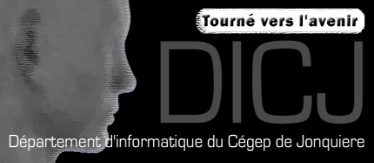 Tourné vers l'avenir
DICJ
Département d'informatique du Cégep de Jonquiere